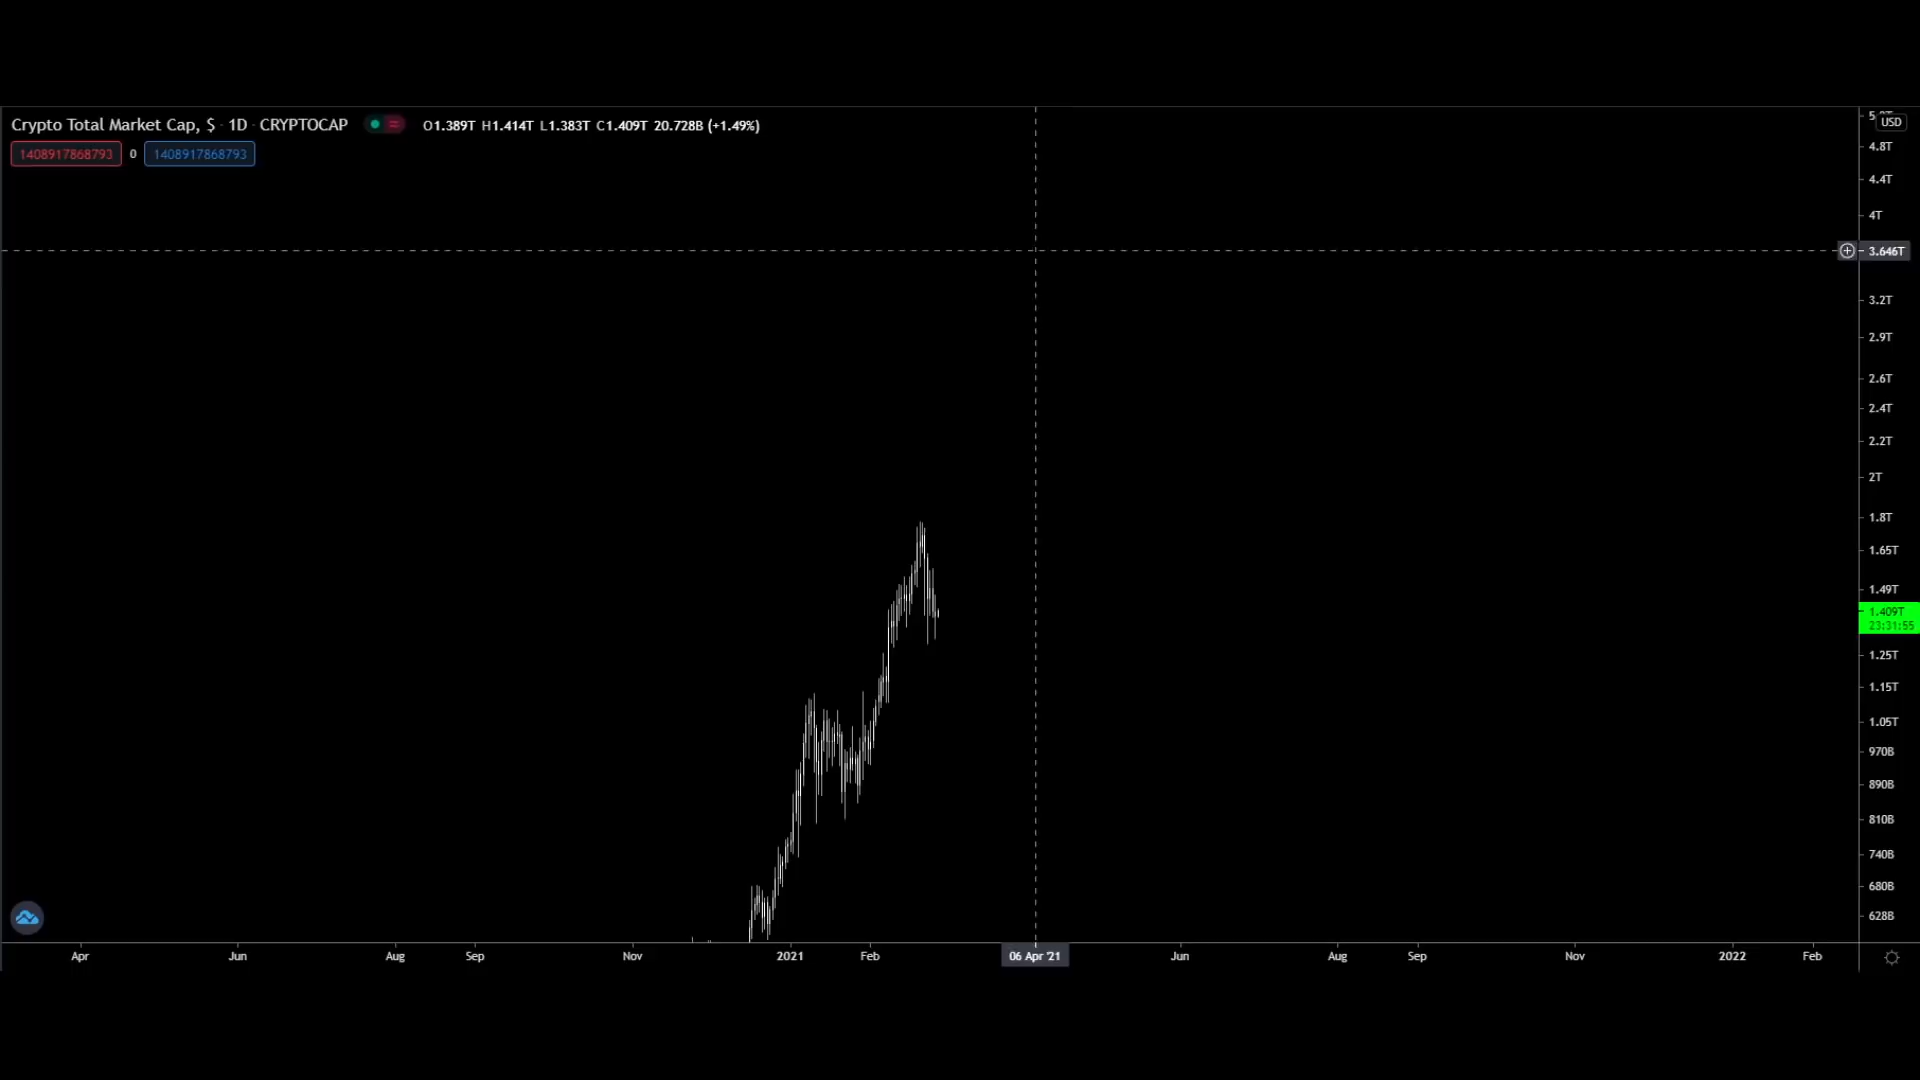 Crypto Total Market Cap, $ · 1D · CRYPTOCAP O1.389T H1.414T L1.383T C1.409T 20.728B (+1.49%)
1408917868793 0 1408917868793
USD
4.8T
4.4T
4T
3.646T
3.2T
2.9T
2.6T
2.4T
2.2T
2T
1.8T
1.65T
1.49T
1.409T
23:31:55
1.25T
1.15T
1.05T
970B
890B
810B
740B
680B
628B
Apr Jun Aug Sep Nov 2021 Feb 06 Apr '21 Jun Aug Sep Nov 2022 Feb